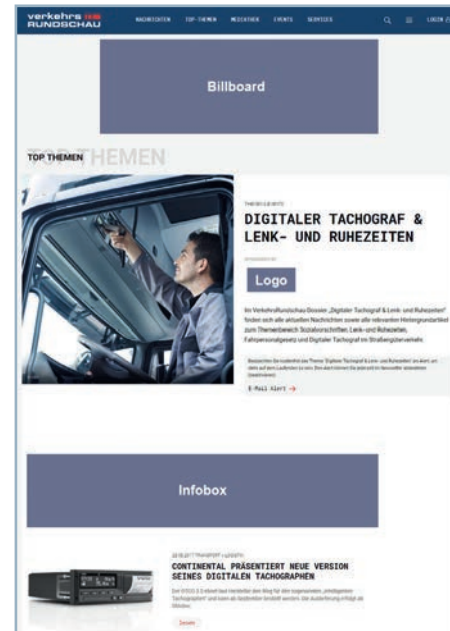 verkehrs
RUNDSCHAU
NACHRICHTEN TOP-THEMEN MEDIATHEK EVENTS SERVICES LOGIN
Billboard
TOP THEMEN
TOP THEMEN
DIGITALER TACHOGRAF &
LENK- UND RUHEZEITEN
Logo
Im VerkehrsRundschau-Dossier „Digitaler Tachograf & Lenk- und Ruhezeiten“
finden sich alle aktuellen Nachrichten sowie alle relevanten Hintergrundartikel
zum Themenbereich Sozialvorschriften, Lenk- und Ruhezeiten,
Fahrpersonalgesetz und Digitaler Tachograf im Straßengüterverkehr.
E-Mail Alert →
Infobox
CONTINENTAL PRÄSENTIERT NEUE VERSION
SEINES DIGITALEN TACHOGRAPHEN